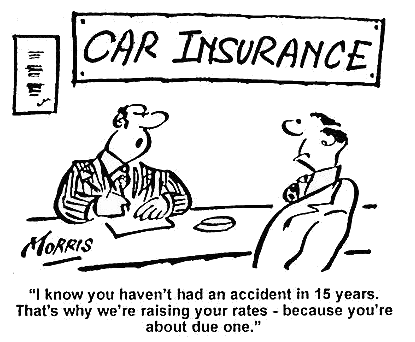 CAR INSURANCE
MORRIS
"I know you haven't had an accident in 15 years.
That's why we're raising your rates - because you're
about due one."